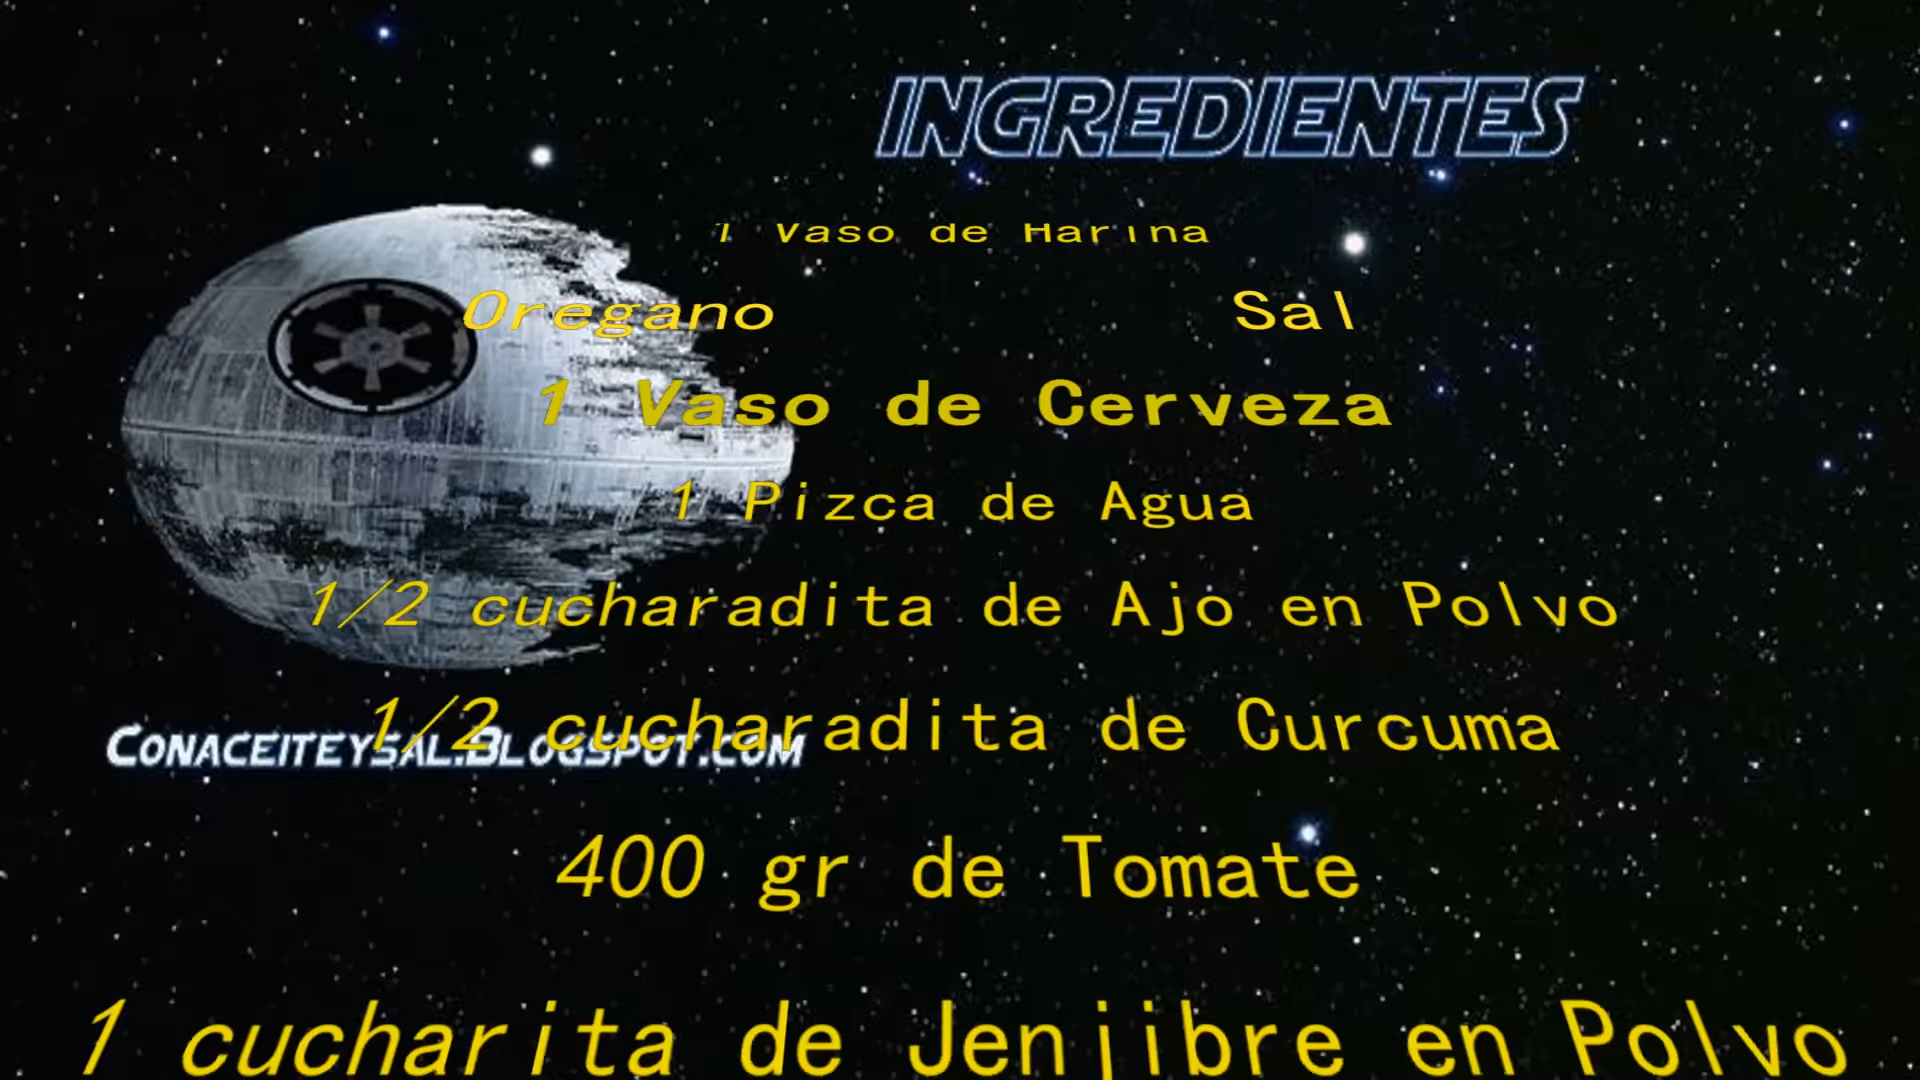 INGREDIENTES
1 Vaso de Harina
Oregano Sal
1 Vaso de Cerveza
1 Pizca de Agua
1/2 cucharadita de Ajo en Polvo
1/2 cucharadita de Curcuma
Conaceiteysal.Blogspot.com
400 gr de Tomate
1 cucharita de Jenjibre en Polvo